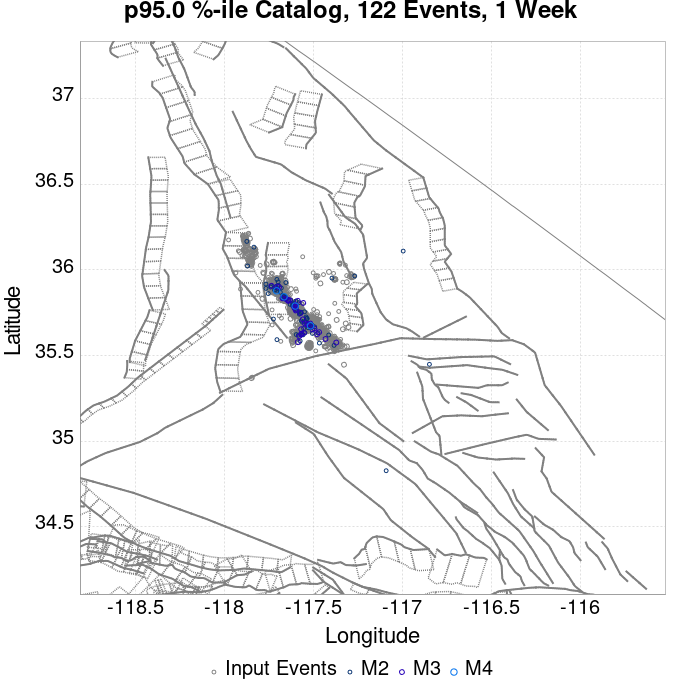 p95.0 %-ile Catalog, 122 Events, 1 Week
37
36.5
36
35.5
35
34.5
Latitude
-118.5 -118 -117.5 -117 -116.5 -116
Longitude
Input Events M2 M3 M4